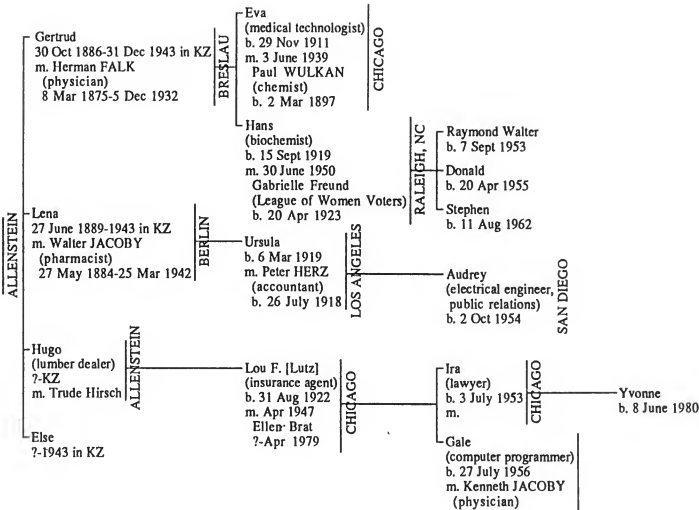 ALLENSTEIN
Gertrud
30 Oct 1886-31 Dec 1943 in KZ
m. Herman FALK
(physician)
8 Mar 1875-5 Dec 1932
BRESLAU
Eva
(medical technologist)
b. 29 Nov 1911
m. 3 June 1939
Paul WULKAN
(chemist)
b. 2 Mar 1897
CHICAGO
Hans
(biochemist)
b. 15 Sept 1919
m. 30 June 1950
Gabrielle Freund
(League of Women Voters)
b. 20 Apr 1923
RALEIGH, NC
Raymond Walter
b. 7 Sept 1953
Donald
b. 20 Apr 1955
Stephen
b. 11 Aug 1962
Lena
27 June 1889-1943 in KZ
m. Walter JACOBY
(pharmacist)
27 May 1884-25 Mar 1942
BERLIN
Ursula
b. 6 Mar 1919
m. Peter HERZ
(accountant)
b. 26 July 1918
LOS ANGELES
Audrey
(electrical engineer,
public relations)
b. 2 Oct 1954
SAN DIEGO
Hugo
(lumber dealer)
?-KZ
m. Trude Hirsch
ALLENSTEIN
Lou F. [Lutz]
(insurance agent)
b. 31 Aug 1922
m. Apr 1947
Ellen Brat
?-Apr 1979
CHICAGO
Ira
(lawyer)
b. 3 July 1953
m.
CHICAGO
Yvonne
b. 8 June 1980
Gale
(computer programmer)
b. 27 July 1956
m. Kenneth JACOBY
(physician)
Else
?-1943 in KZ